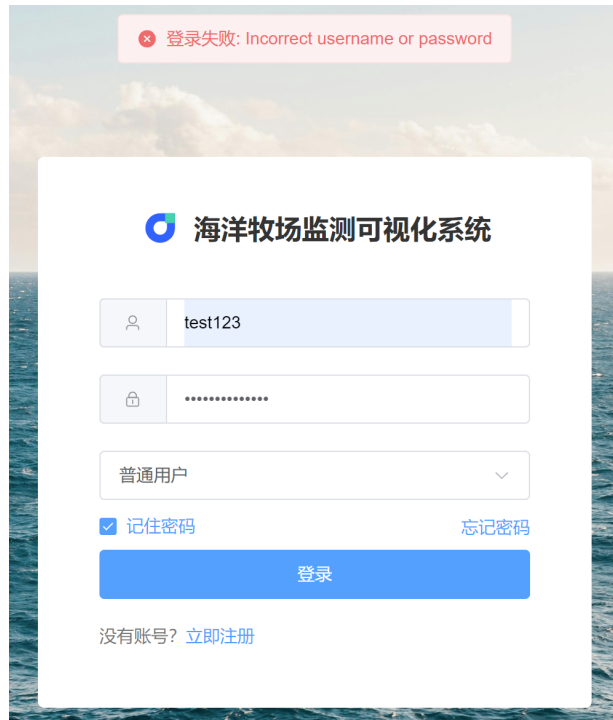 登录失败: Incorrect username or password
海洋牧场监测可视化系统
test123
••••••••••••••
普通用户
记住密码 忘记密码
登录
没有账号？立即注册